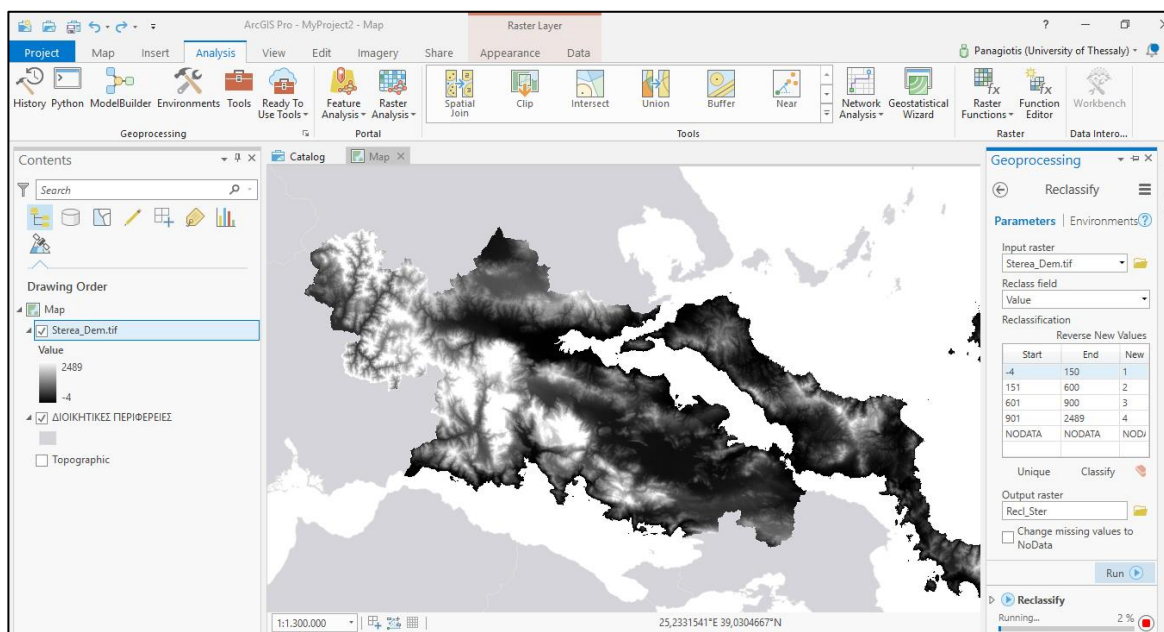 ArcGIS Pro - MyProject2 - Map
Raster Layer
?
Project Map Insert Analysis View Edit Imagery Share Appearance Data
Panagiotis (University of Thessaly)
History Python ModelBuilder Environments Tools Ready To Use Tools
Feature Analysis Raster Analysis
Spatial Join Clip Intersect Union Buffer Near
Network Analysis Geostatistical Wizard
Raster Functions Function Editor
Workbench
Geoprocessing Portal Tools Raster Data Intero...
Contents
Search
Drawing Order
Map
Sterea_Dem.tif
Value
2489
-4
ΔΙΟΙΚΗΤΙΚΕΣ ΠΕΡΙΦΕΡΕΙΕΣ
Topographic
Catalog Map
1:1.300.000
25,2331541°E 39,0304667°N
Geoprocessing
Reclassify
Parameters | Environments ?
Input raster
Sterea_Dem.tif
Reclass field
Value
Reclassification
Reverse New Values
Start End New
-4 150 1
151 600 2
601 900 3
901 2489 4
NODATA NODATA NOD
Unique Classify
Output raster
Recl_Ster
Change missing values to
NoData
Run
Reclassify
Running... 2 %